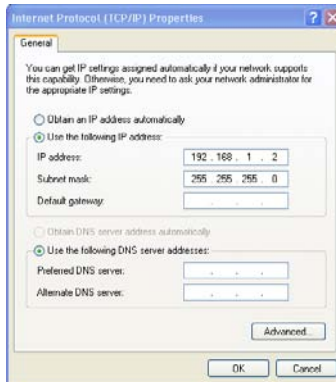 Internet Protocol (TCP/IP) Properties
General
You can get IP settings assigned automatically if your network supports
this capability. Otherwise, you need to ask your network administrator for
the appropriate IP settings.
Obtain an IP address automatically
Use the following IP address:
IP address: 192 . 168 . 1 . 2
Subnet mask: 255 . 255 . 255 . 0
Default gateway: . . .
Obtain DNS server address automatically
Use the following DNS server addresses:
Preferred DNS server: . . .
Alternate DNS server: . . .
Advanced...
OK Cancel